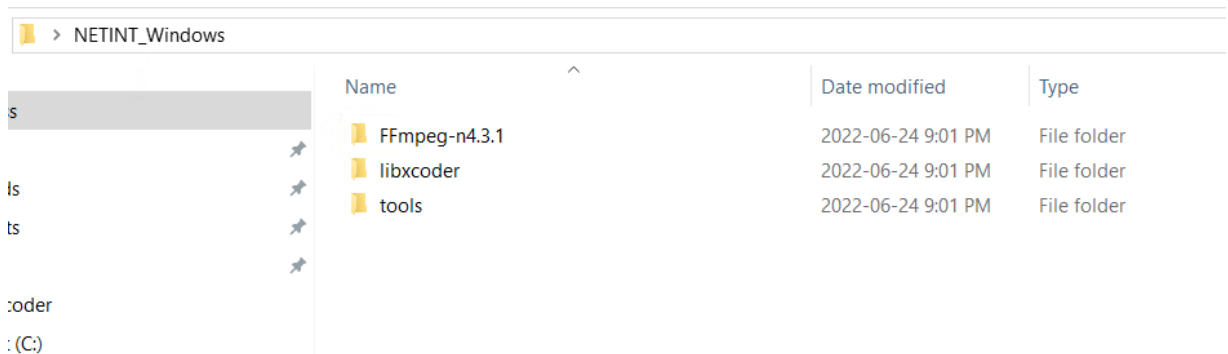 > NETINT_Windows
Name Date modified Type
FFmpeg-n4.3.1 2022-06-24 9:01 PM File folder
libxcoder 2022-06-24 9:01 PM File folder
tools 2022-06-24 9:01 PM File folder
s
ds
ts
coder
: (C:)